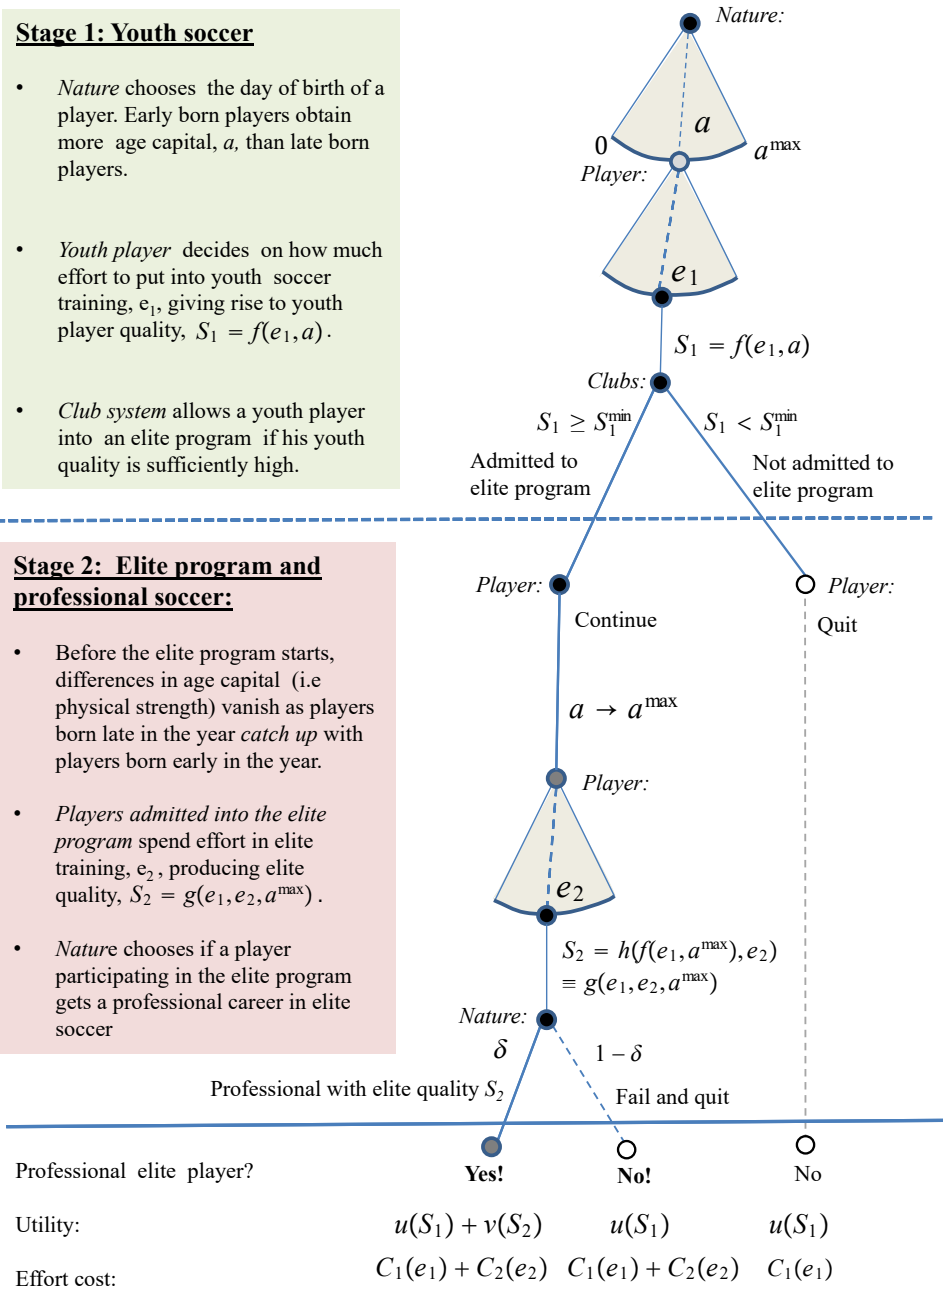 Stage 1: Youth soccer
• Nature chooses the day of birth of a
player. Early born players obtain
more age capital, a, than late born
players.
• Youth player decides on how much
effort to put into youth soccer
training, e₁, giving rise to youth
player quality, S₁ = f(e₁,a).
• Club system allows a youth player
into an elite program if his youth
quality is sufficiently high.
Nature:
a
0
a^max
Player:
e₁
S₁ = f(e₁,a)
Clubs:
S₁ ≥ S₁^min
S₁ < S₁^min
Admitted to
elite program
Not admitted to
elite program
Stage 2: Elite program and
professional soccer:
• Before the elite program starts,
differences in age capital (i.e
physical strength) vanish as players
born late in the year catch up with
players born early in the year.
• Players admitted into the elite
program spend effort in elite
training, e₂, producing elite
quality, S₂ = g(e₁,e₂,a^max).
• Nature chooses if a player
participating in the elite program
gets a professional career in elite
soccer
Player:
Player:
Continue
Quit
a → a^max
Player:
e₂
S₂ = h(f(e₁,a^max),e₂)
≡ g(e₁,e₂,a^max)
Nature:
δ
1 − δ
Professional with elite quality S₂
Fail and quit
Professional elite player?
Yes!
No!
No
Utility:
u(S₁) + v(S₂)
u(S₁)
u(S₁)
Effort cost:
C₁(e₁) + C₂(e₂)
C₁(e₁) + C₂(e₂)
C₁(e₁)